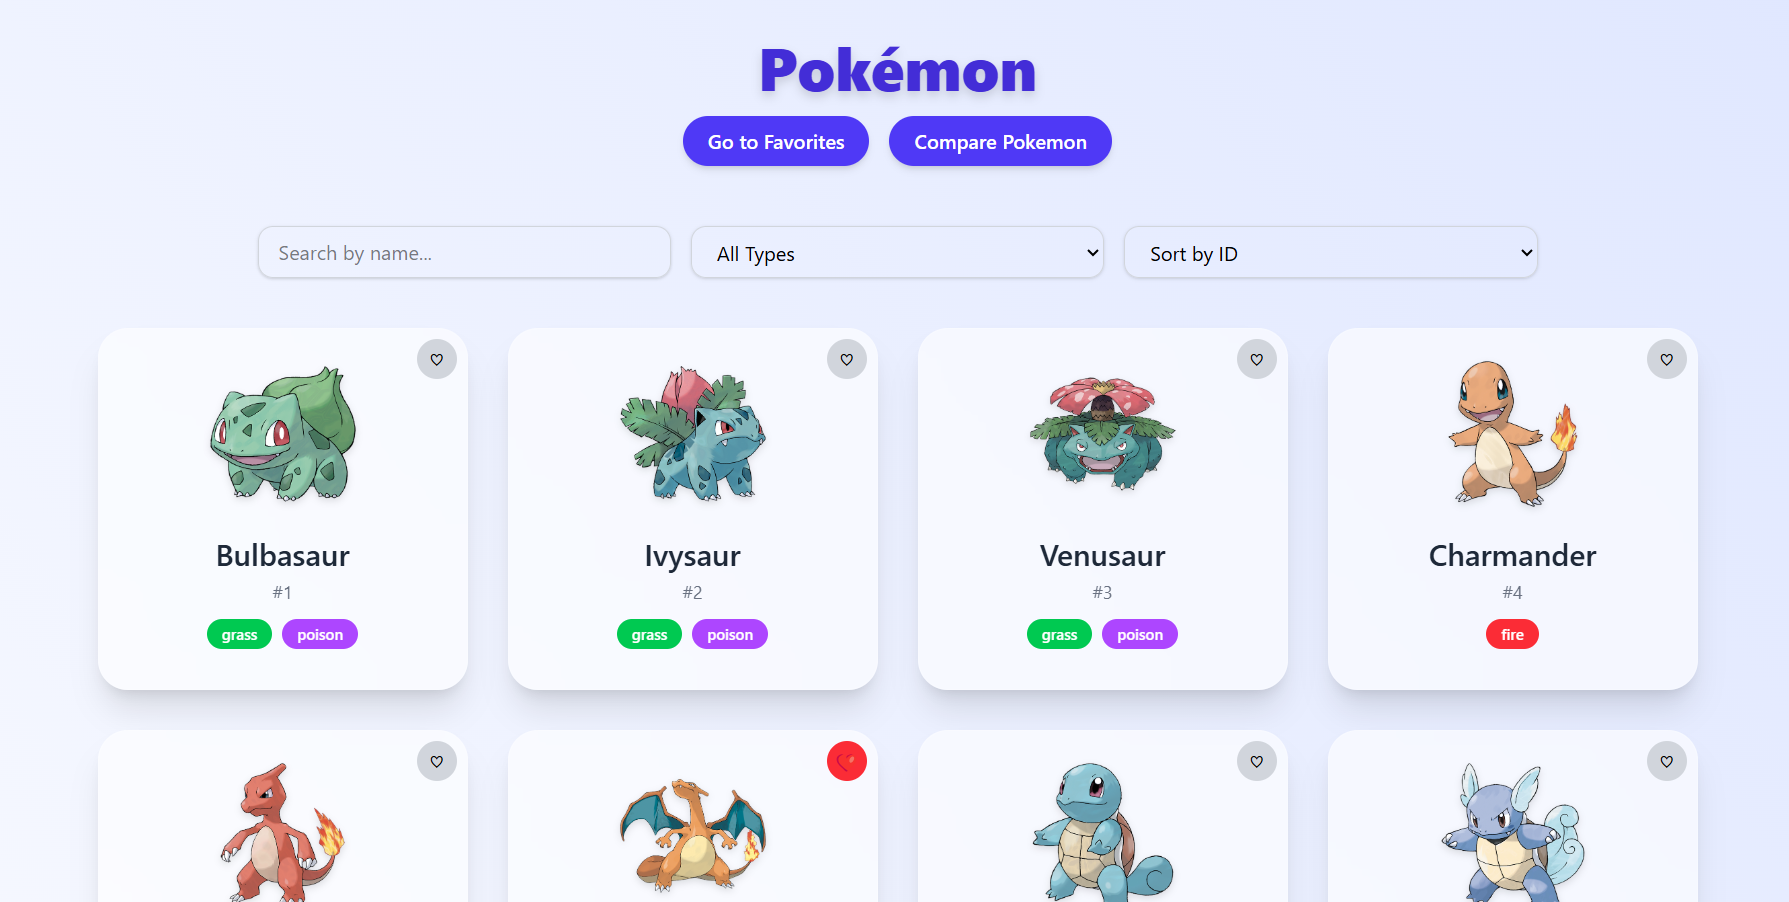 Pokémon
Go to Favorites
Compare Pokemon
Search by name...
All Types
Sort by ID
Bulbasaur
#1
grass poison
Ivysaur
#2
grass poison
Venusaur
#3
grass poison
Charmander
#4
fire